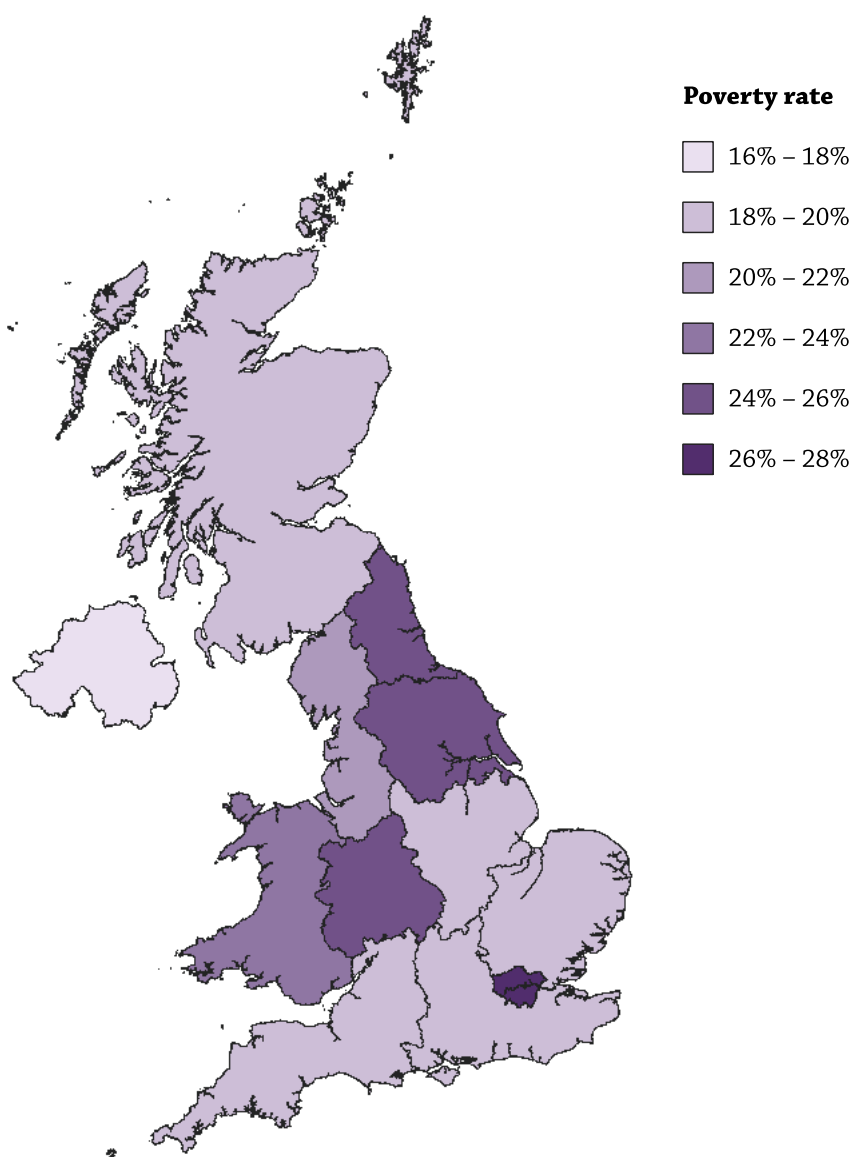 Poverty rate
16% – 18%
18% – 20%
20% – 22%
22% – 24%
24% – 26%
26% – 28%